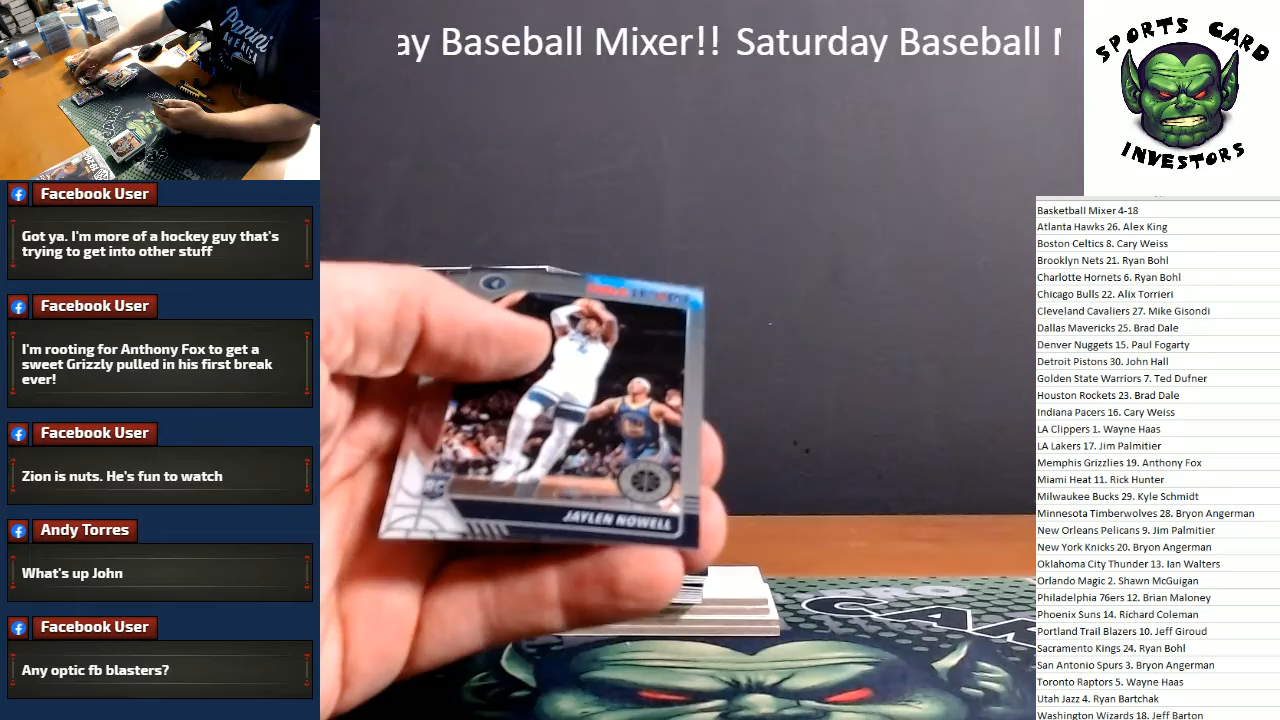 ay Baseball Mixer!! Saturday Baseball M
SPORTS CARD
INVESTORS
Panini
Facebook User
Got ya. I'm more of a hockey guy that's
trying to get into other stuff
Facebook User
I'm rooting for Anthony Fox to get a
sweet Grizzly pulled in his first break
ever!
Facebook User
Zion is nuts. He's fun to watch
Andy Torres
What's up John
Facebook User
Any optic fb blasters?
RC
JAYLEN NOWELL
CAR
Basketball Mixer 4-18
Atlanta Hawks 26. Alex King
Boston Celtics 8. Cary Weiss
Brooklyn Nets 21. Ryan Bohl
Charlotte Hornets 6. Ryan Bohl
Chicago Bulls 22. Alix Torrieri
Cleveland Cavaliers 27. Mike Gisondi
Dallas Mavericks 25. Brad Dale
Denver Nuggets 15. Paul Fogarty
Detroit Pistons 30. John Hall
Golden State Warriors 7. Ted Dufner
Houston Rockets 23. Brad Dale
Indiana Pacers 16. Cary Weiss
LA Clippers 1. Wayne Haas
LA Lakers 17. Jim Palmitier
Memphis Grizzlies 19. Anthony Fox
Miami Heat 11. Rick Hunter
Milwaukee Bucks 29. Kyle Schmidt
Minnesota Timberwolves 28. Bryon Angerman
New Orleans Pelicans 9. Jim Palmitier
New York Knicks 20. Bryon Angerman
Oklahoma City Thunder 13. Ian Walters
Orlando Magic 2. Shawn McGuigan
Philadelphia 76ers 12. Brian Maloney
Phoenix Suns 14. Richard Coleman
Portland Trail Blazers 10. Jeff Giroud
Sacramento Kings 24. Ryan Bohl
San Antonio Spurs 3. Bryon Angerman
Toronto Raptors 5. Wayne Haas
Utah Jazz 4. Ryan Bartchak
Washington Wizards 18. Jeff Barton